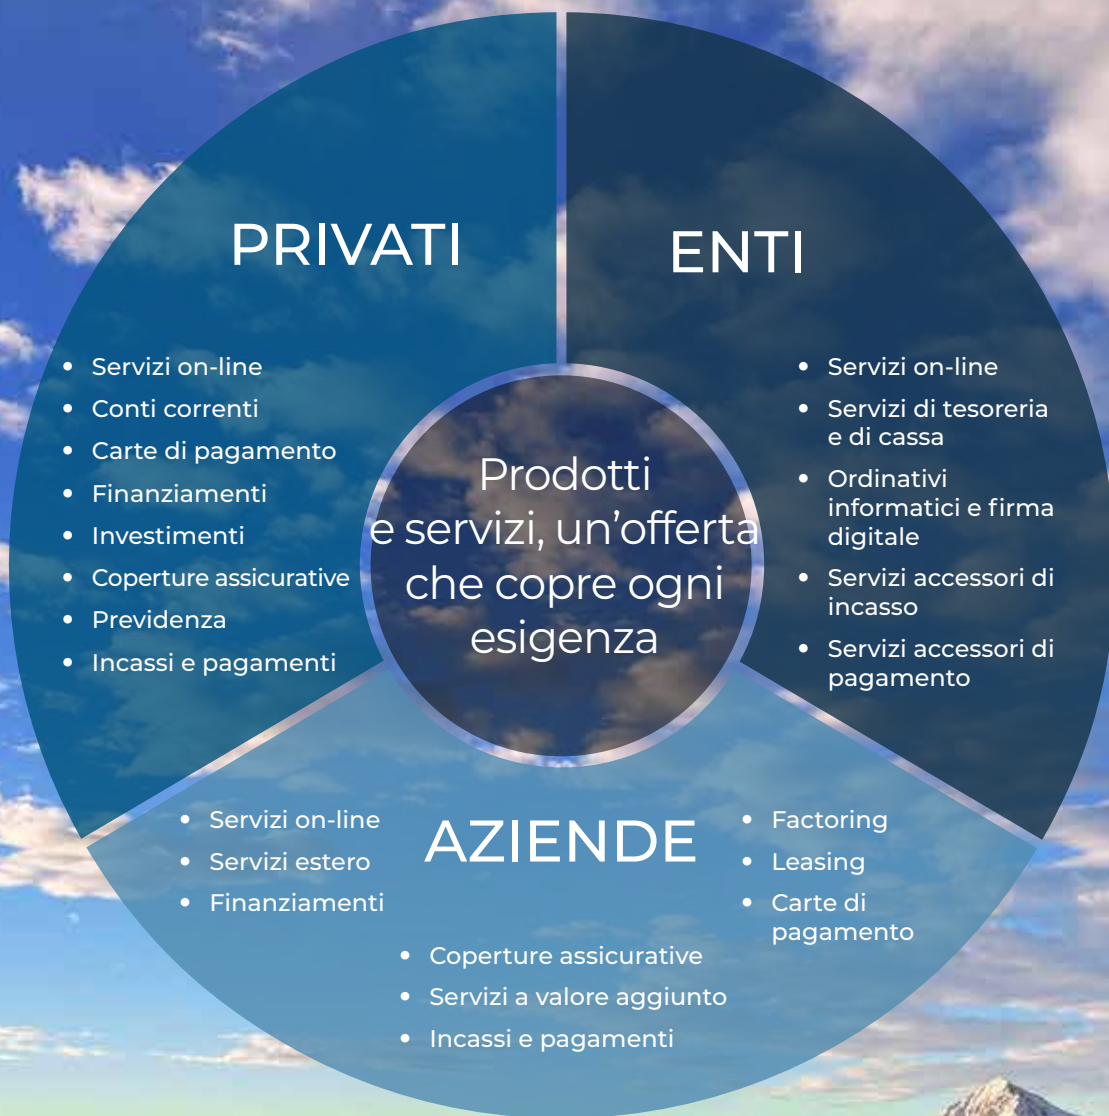 PRIVATI
• Servizi on-line
• Conti correnti
• Carte di pagamento
• Finanziamenti
• Investimenti
• Coperture assicurative
• Previdenza
• Incassi e pagamenti
ENTI
• Servizi on-line
• Servizi di tesoreria
e di cassa
• Ordinativi
informatici e firma
digitale
• Servizi accessori di
incasso
• Servizi accessori di
pagamento
Prodotti
e servizi, un’offerta
che copre ogni
esigenza
AZIENDE
• Servizi on-line
• Servizi estero
• Finanziamenti
• Coperture assicurative
• Servizi a valore aggiunto
• Incassi e pagamenti
• Factoring
• Leasing
• Carte di
pagamento